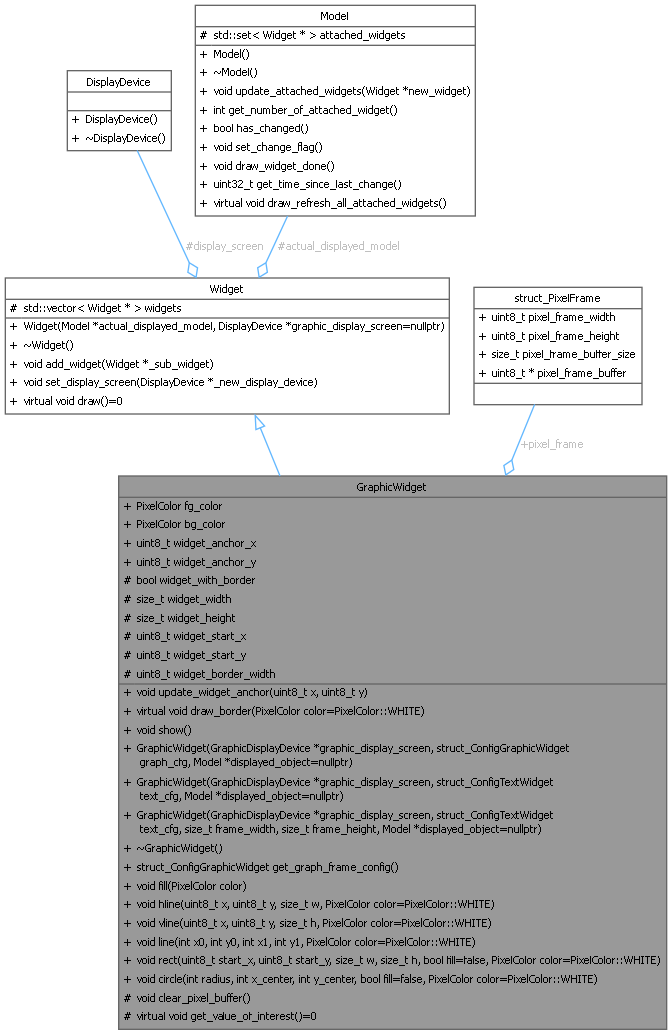 Model
# std::set< Widget * > attached_widgets
+ Model()
+ ~Model()
+ void update_attached_widgets(Widget *new_widget)
+ int get_number_of_attached_widget()
+ bool has_changed()
+ void set_change_flag()
+ void draw_widget_done()
+ uint32_t get_time_since_last_change()
+ virtual void draw_refresh_all_attached_widgets()
DisplayDevice
+ DisplayDevice()
+ ~DisplayDevice()
#display_screen
#actual_displayed_model
Widget
# std::vector< Widget * > widgets
+ Widget(Model *actual_displayed_model, DisplayDevice *graphic_display_screen=nullptr)
+ ~Widget()
+ void add_widget(Widget *_sub_widget)
+ void set_display_screen(DisplayDevice *_new_display_device)
+ virtual void draw()=0
struct_PixelFrame
+ uint8_t pixel_frame_width
+ uint8_t pixel_frame_height
+ size_t pixel_frame_buffer_size
+ uint8_t * pixel_frame_buffer
+pixel_frame
GraphicWidget
+ PixelColor fg_color
+ PixelColor bg_color
+ uint8_t widget_anchor_x
+ uint8_t widget_anchor_y
# bool widget_with_border
# size_t widget_width
# size_t widget_height
# uint8_t widget_start_x
# uint8_t widget_start_y
# uint8_t widget_border_width
+ void update_widget_anchor(uint8_t x, uint8_t y)
+ virtual void draw_border(PixelColor color=PixelColor::WHITE)
+ void show()
+ GraphicWidget(GraphicDisplayDevice *graphic_display_screen, struct_ConfigGraphicWidget
graph_cfg, Model *displayed_object=nullptr)
+ GraphicWidget(GraphicDisplayDevice *graphic_display_screen, struct_ConfigTextWidget
text_cfg, Model *displayed_object=nullptr)
+ GraphicWidget(GraphicDisplayDevice *graphic_display_screen, struct_ConfigTextWidget
text_cfg, size_t frame_width, size_t frame_height, Model *displayed_object=nullptr)
+ ~GraphicWidget()
+ struct_ConfigGraphicWidget get_graph_frame_config()
+ void fill(PixelColor color)
+ void hline(uint8_t x, uint8_t y, size_t w, PixelColor color=PixelColor::WHITE)
+ void vline(uint8_t x, uint8_t y, size_t h, PixelColor color=PixelColor::WHITE)
+ void line(int x0, int y0, int x1, int y1, PixelColor color=PixelColor::WHITE)
+ void rect(uint8_t start_x, uint8_t start_y, size_t w, size_t h, bool fill=false, PixelColor color=PixelColor::WHITE)
+ void circle(int radius, int x_center, int y_center, bool fill=false, PixelColor color=PixelColor::WHITE)
# void clear_pixel_buffer()
# virtual void get_value_of_interest()=0